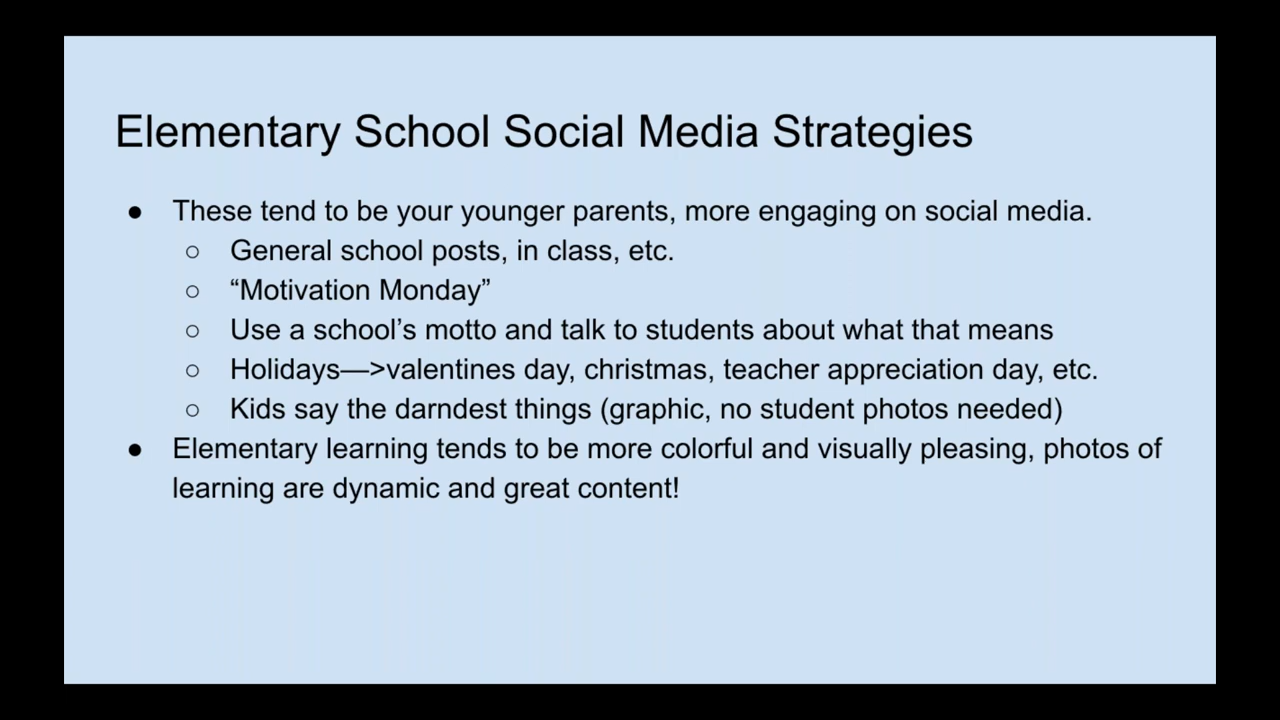 Elementary School Social Media Strategies
● These tend to be your younger parents, more engaging on social media.
○ General school posts, in class, etc.
○ “Motivation Monday”
○ Use a school’s motto and talk to students about what that means
○ Holidays—>valentines day, christmas, teacher appreciation day, etc.
○ Kids say the darndest things (graphic, no student photos needed)
● Elementary learning tends to be more colorful and visually pleasing, photos of
learning are dynamic and great content!